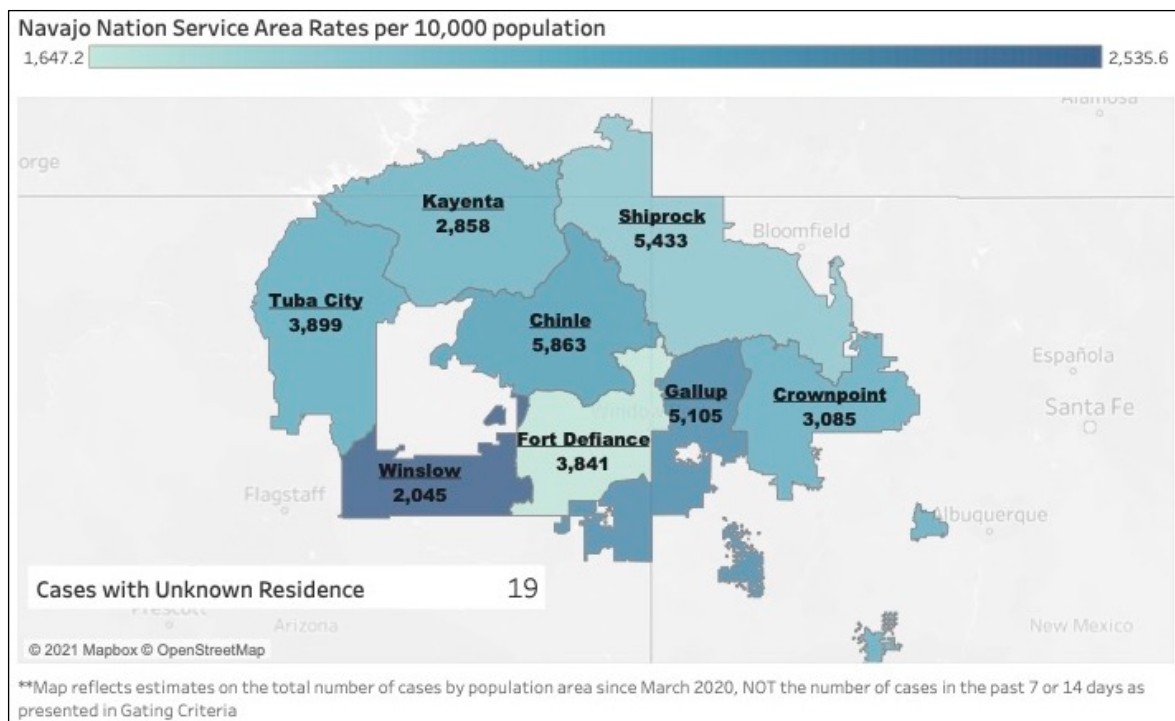 Navajo Nation Service Area Rates per 10,000 population
1,647.2
2,535.6
Alamosa
orge
Kayenta
2,858
Shiprock
5,433
Bloomfield
Tuba City
3,899
Chinle
5,863
Española
Gallup
5,105
Crownpoint
3,085
Santa Fe
Window
Fort Defiance
3,841
Winslow
2,045
Flagstaff
Albuquerque
Cases with Unknown Residence 19
Prescott
Arizona
New Mexico
© 2021 Mapbox © OpenStreetMap
**Map reflects estimates on the total number of cases by population area since March 2020, NOT the number of cases in the past 7 or 14 days as
presented in Gating Criteria